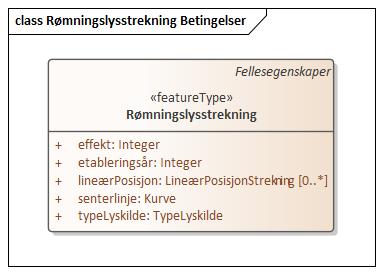 class Rømningslysstrekning Betingelser
Fellesegenskaper
«featureType»
Rømningslysstrekning
+ effekt: Integer
+ etableringsår: Integer
+ lineærPosisjon: LineærPosisjonStrekning [0..*]
+ senterlinje: Kurve
+ typeLyskilde: TypeLyskilde